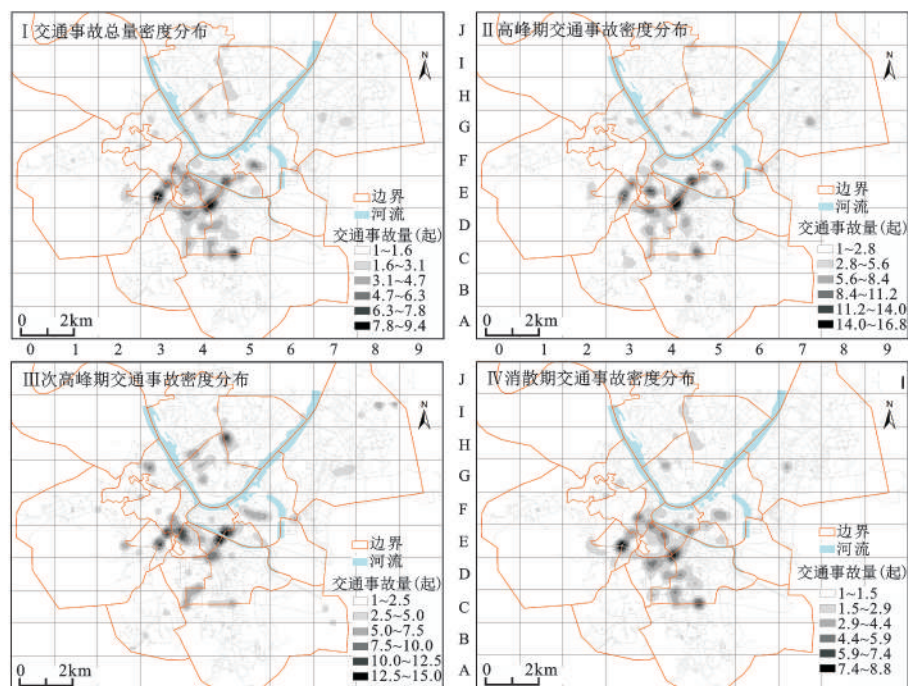 I 交通事故总量密度分布
N
边界
河流
交通事故量(起)
1~1.6
1.6~3.1
3.1~4.7
4.7~6.3
6.3~7.8
7.8~9.4
0 2km
0 1 2 3 4 5 6 7 8 9
J
I
H
G
F
E
D
C
B
A
II 高峰期交通事故密度分布
N
边界
河流
交通事故量(起)
1~2.8
2.8~5.6
5.6~8.4
8.4~11.2
11.2~14.0
14.0~16.8
0 2km
0 1 2 3 4 5 6 7 8 9
III 次高峰期交通事故密度分布
N
边界
河流
交通事故量(起)
1~2.5
2.5~5.0
5.0~7.5
7.5~10.0
10.0~12.5
12.5~15.0
0 2km
J
I
H
G
F
E
D
C
B
A
IV 消散期交通事故密度分布
I
N
边界
河流
交通事故量(起)
1~1.5
1.5~2.9
2.9~4.4
4.4~5.9
5.9~7.4
7.4~8.8
0 2km